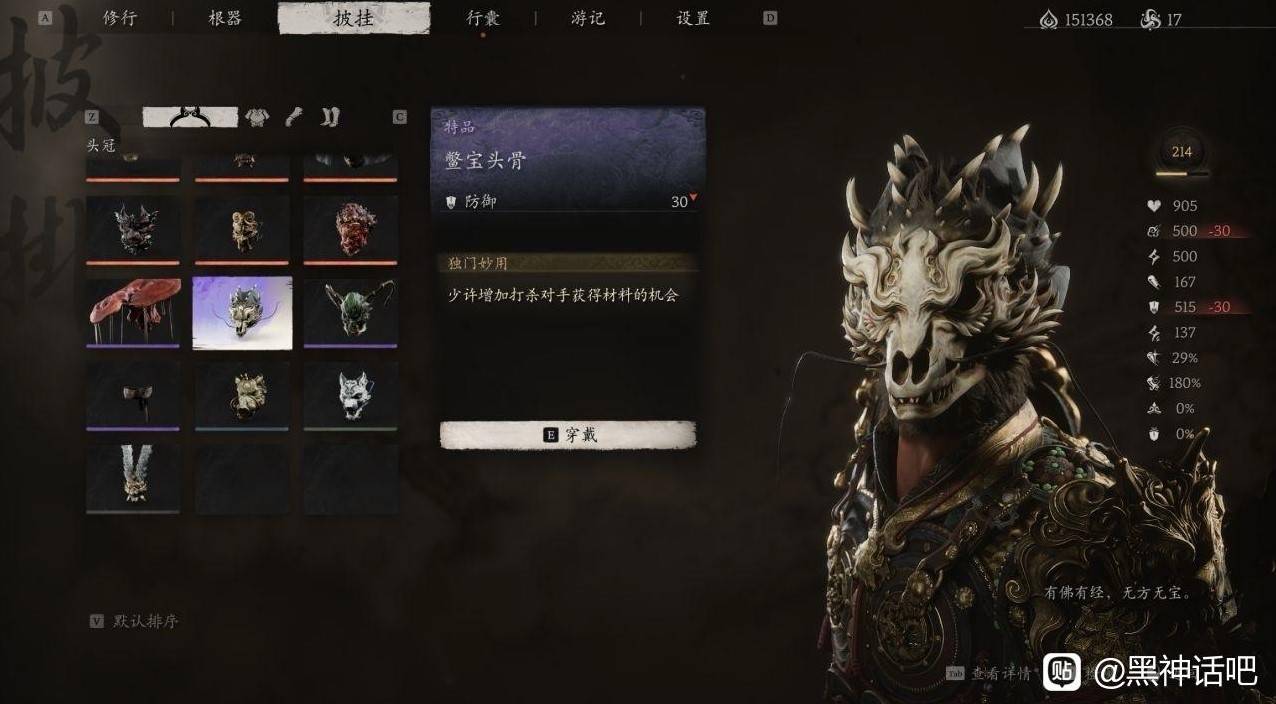 披挂
A 修行 根器 披挂 行囊 游记 设置 D
151368 17
Z C
头冠
特品
鳖宝头骨
防御 30
独门妙用
少许增加打杀对手获得材料的机会
E 穿戴
214
905
500 -30
500
167
515 -30
137
29%
180%
0%
0%
有佛有经，无方无宝。
V 默认排序
Tab 查看详情
贴 @黑神话吧